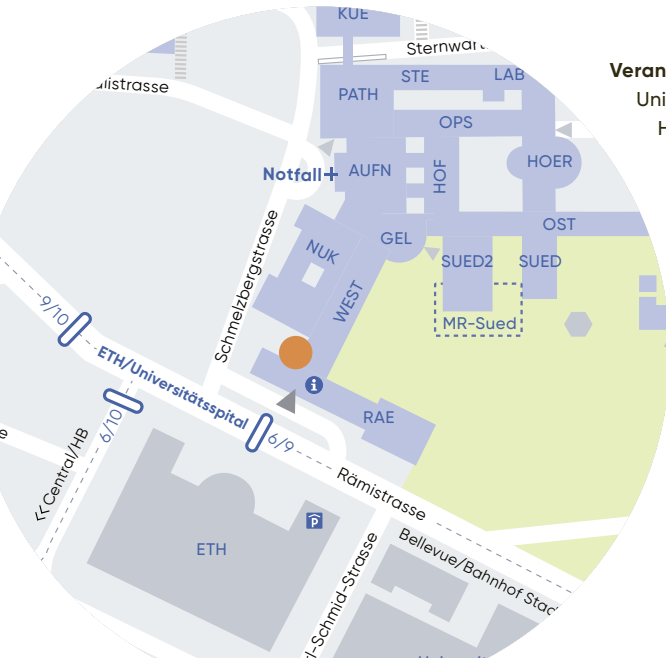 KUE
Sternwart
STE
LAB
Veran
Uni
H
PATH
OPS
Notfall
AUFN
HOF
HOER
OST
NUK
GEL
SUED2
SUED
WEST
MR-Sued
Schmelzbergstrasse
9/10
ETH/Universitätsspital
i
RAE
6/10
6/9
Central/HB
Rämistrasse
P
ETH
Bellevue/Bahnhof Stad
l-Schmid-Strasse